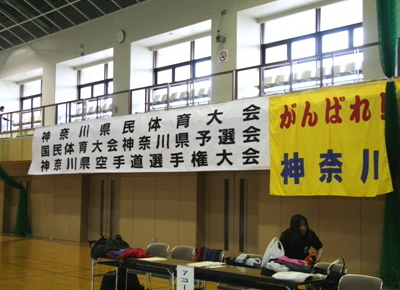 神奈川県民体育大会
国民体育大会神奈川県予選会
神奈川県空手道選手権大会
がんばれ!
神奈川